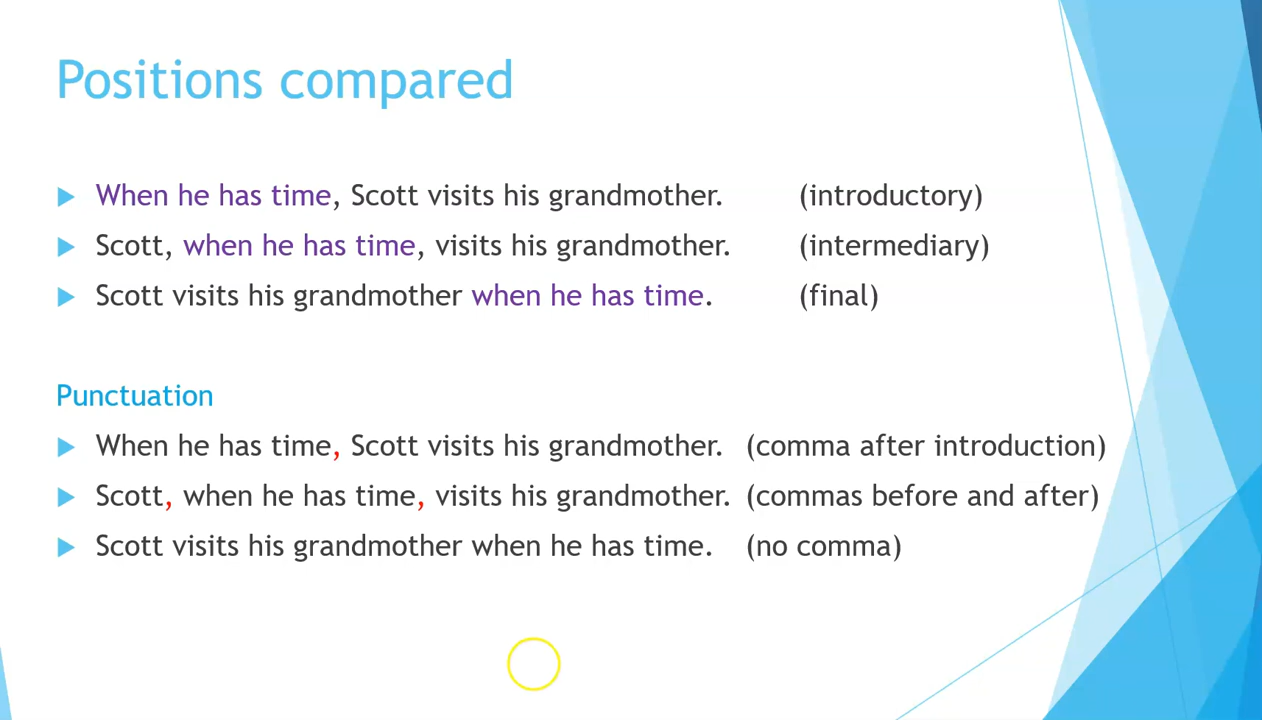 Positions compared
When he has time, Scott visits his grandmother. (introductory)
Scott, when he has time, visits his grandmother. (intermediary)
Scott visits his grandmother when he has time. (final)
Punctuation
When he has time, Scott visits his grandmother. (comma after introduction)
Scott, when he has time, visits his grandmother. (commas before and after)
Scott visits his grandmother when he has time. (no comma)